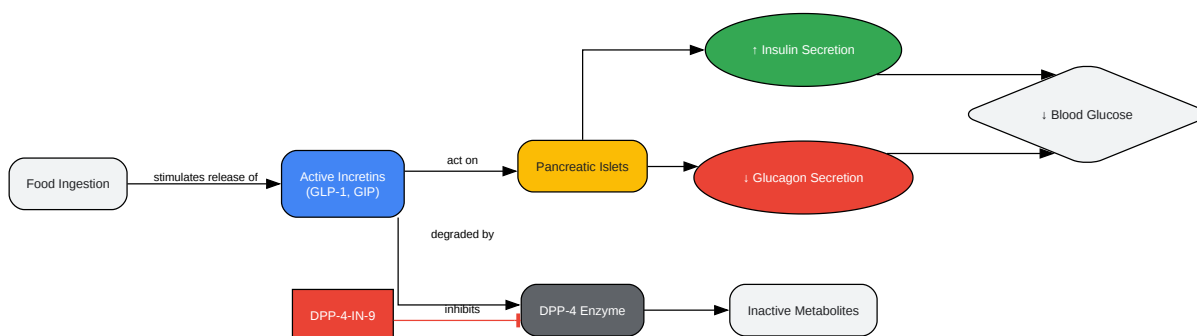 ↑ Insulin Secretion
↓ Blood Glucose
Food Ingestion
stimulates release of
Active Incretins
(GLP-1, GIP)
act on
Pancreatic Islets
↓ Glucagon Secretion
degraded by
DPP-4-IN-9
inhibits
DPP-4 Enzyme
Inactive Metabolites